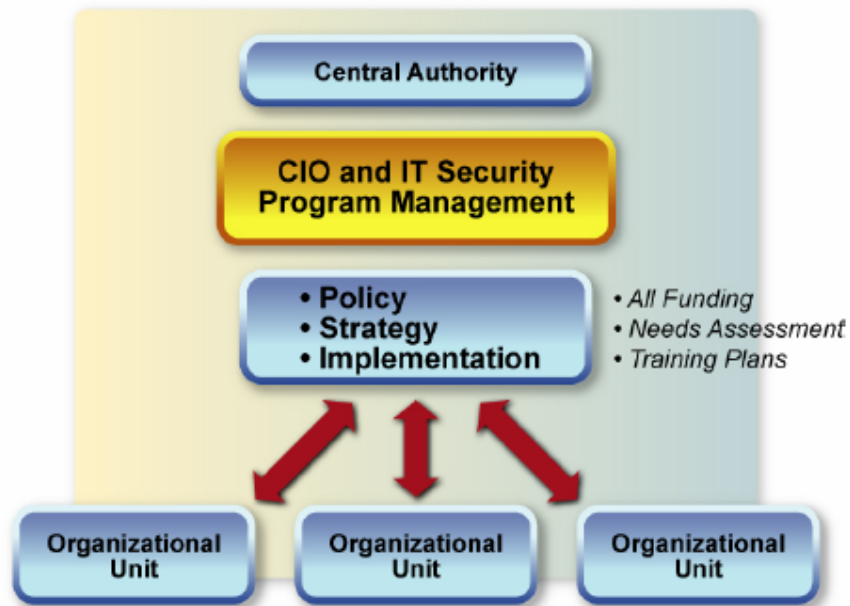 Central Authority
CIO and IT Security
Program Management
• Policy
• Strategy
• Implementation
• All Funding
• Needs Assessment
• Training Plans
Organizational
Unit
Organizational
Unit
Organizational
Unit